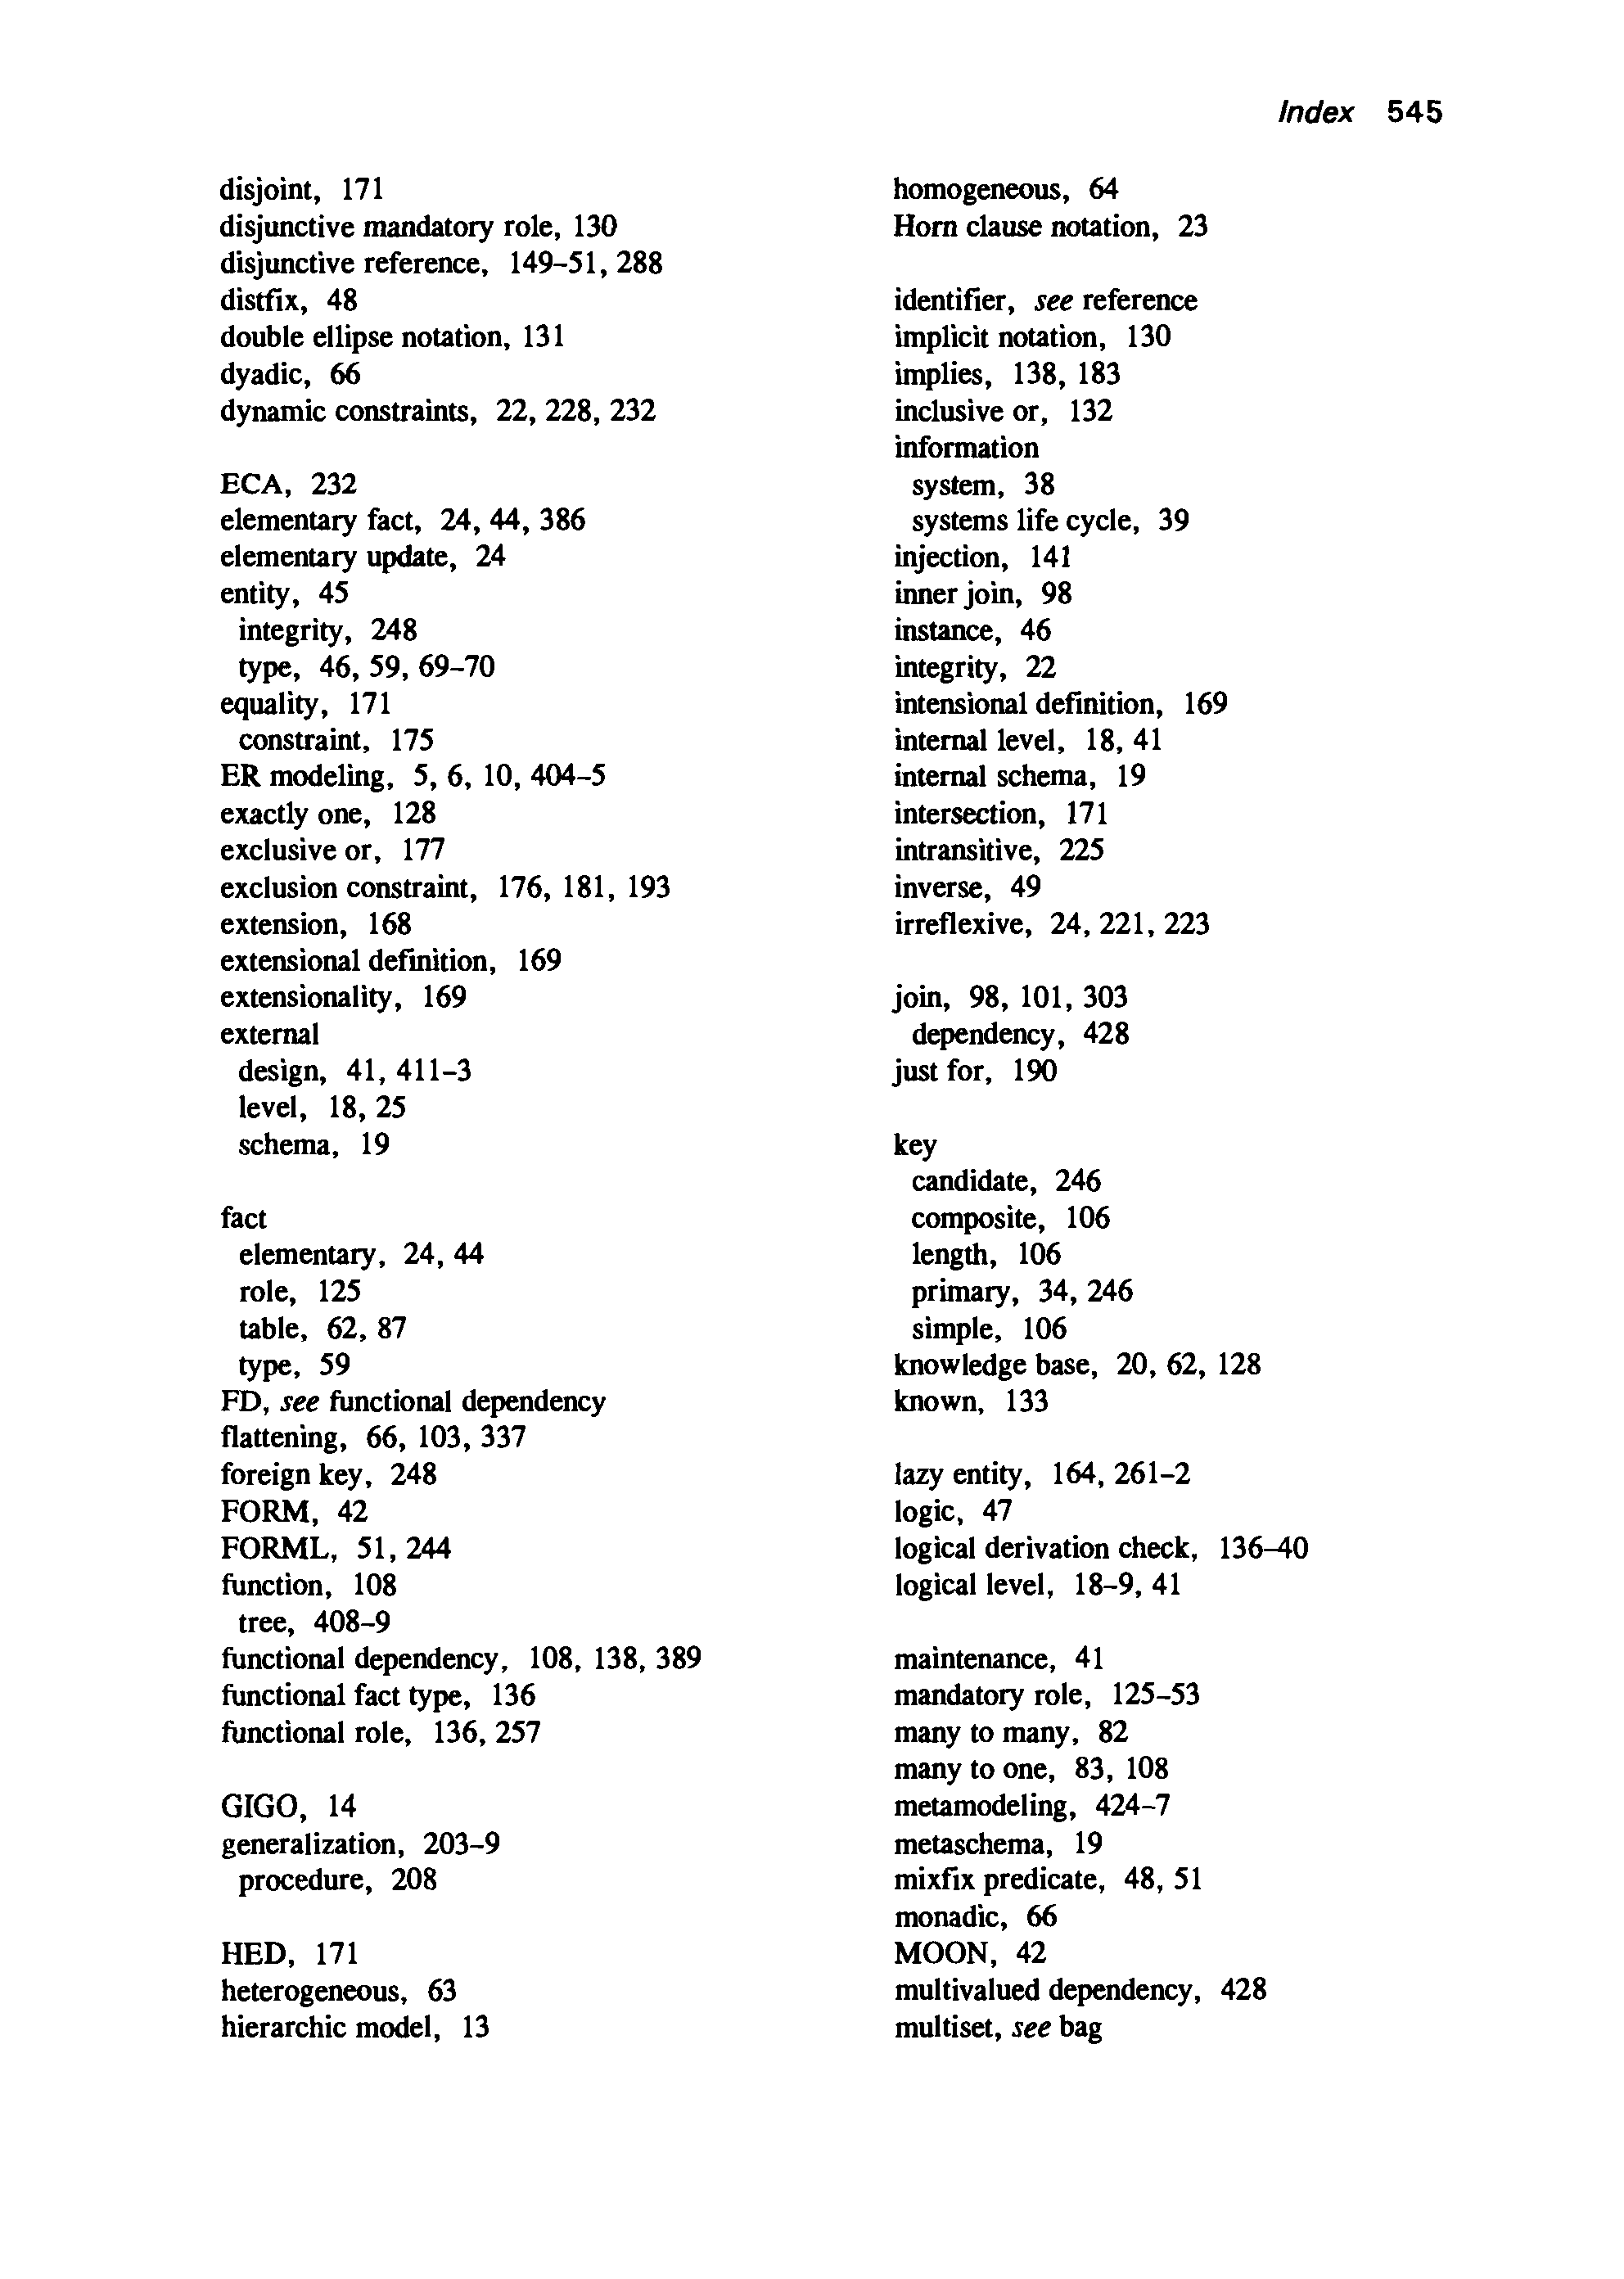 Index 545
disjoint, 171
disjunctive mandatory role, 130
disjunctive reference, 149–51, 288
distfix, 48
double ellipse notation, 131
dyadic, 66
dynamic constraints, 22, 228, 232
ECA, 232
elementary fact, 24, 44, 386
elementary update, 24
entity, 45
integrity, 248
type, 46, 59, 69–70
equality, 171
constraint, 175
ER modeling, 5, 6, 10, 404–5
exactly one, 128
exclusive or, 177
exclusion constraint, 176, 181, 193
extension, 168
extensional definition, 169
extensionality, 169
external
design, 41, 411–3
level, 18, 25
schema, 19
fact
elementary, 24, 44
role, 125
table, 62, 87
type, 59
FD, see functional dependency
flattening, 66, 103, 337
foreign key, 248
FORM, 42
FORML, 51, 244
function, 108
tree, 408–9
functional dependency, 108, 138, 389
functional fact type, 136
functional role, 136, 257
GIGO, 14
generalization, 203–9
procedure, 208
HED, 171
heterogeneous, 63
hierarchic model, 13
homogeneous, 64
Horn clause notation, 23
identifier, see reference
implicit notation, 130
implies, 138, 183
inclusive or, 132
information
system, 38
systems life cycle, 39
injection, 141
inner join, 98
instance, 46
integrity, 22
intensional definition, 169
internal level, 18, 41
internal schema, 19
intersection, 171
intransitive, 225
inverse, 49
irreflexive, 24, 221, 223
join, 98, 101, 303
dependency, 428
just for, 190
key
candidate, 246
composite, 106
length, 106
primary, 34, 246
simple, 106
knowledge base, 20, 62, 128
known, 133
lazy entity, 164, 261–2
logic, 47
logical derivation check, 136–40
logical level, 18–9, 41
maintenance, 41
mandatory role, 125–53
many to many, 82
many to one, 83, 108
metamodeling, 424–7
metaschema, 19
mixfix predicate, 48, 51
monadic, 66
MOON, 42
multivalued dependency, 428
multiset, see bag